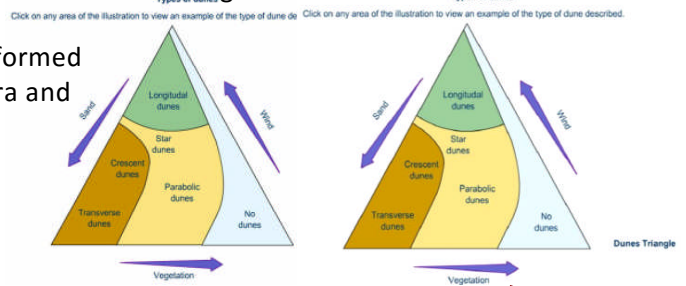 Click on any area of the illustration to view an example of the type of dune de
Click on any area of the illustration to view an example of the type of dune described.
formed
ra and
Sand
Wind
Longitudal
dunes
Star
dunes
Crescent
dunes
Parabolic
dunes
Transverse
dunes
No
dunes
Vegetation
Sand
Wind
Longitudal
dunes
Star
dunes
Crescent
dunes
Parabolic
dunes
Transverse
dunes
No
dunes
Dunes Triangle
Vegetation